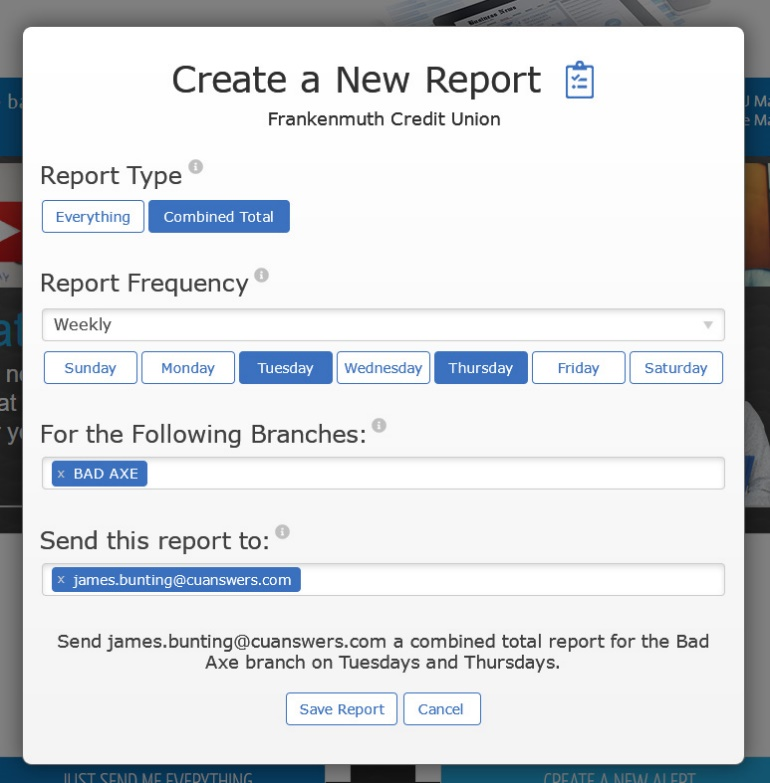 Business News
Create a New Report
Frankenmuth Credit Union
Report Type
Everything Combined Total
Report Frequency
Weekly
Sunday Monday Tuesday Wednesday Thursday Friday Saturday
For the Following Branches:
x BAD AXE
Send this report to:
x james.bunting@cuanswers.com
Send james.bunting@cuanswers.com a combined total report for the Bad
Axe branch on Tuesdays and Thursdays.
Save Report Cancel
JUST SEND ME EVERYTHING CREATE A NEW ALERT